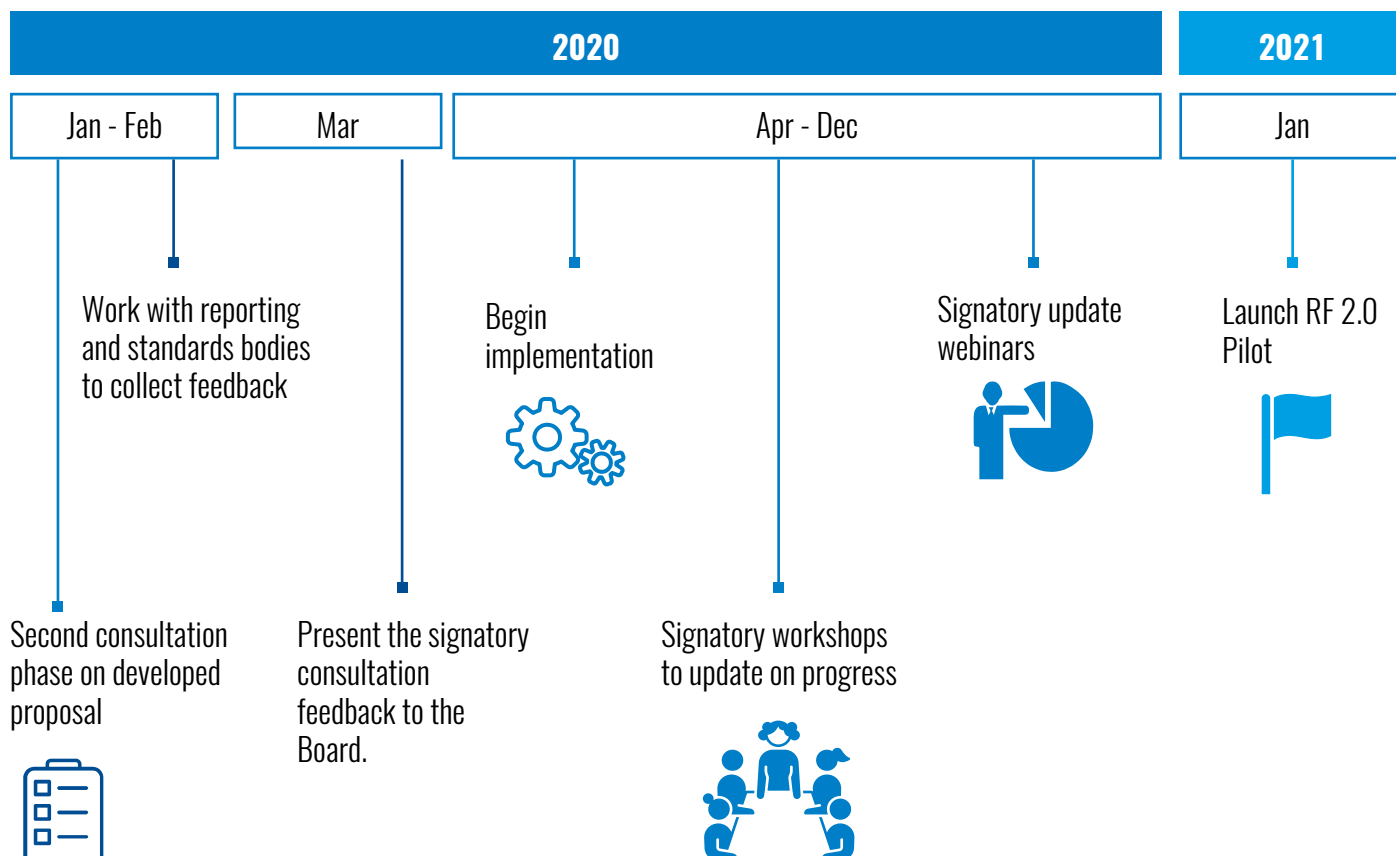 2020
2021
Jan - Feb
Mar
Apr - Dec
Jan
Work with reporting
and standards bodies
to collect feedback
Begin
implementation
Signatory update
webinars
Launch RF 2.0
Pilot
Second consultation
phase on developed
proposal
Present the signatory
consultation
feedback to the
Board.
Signatory workshops
to update on progress